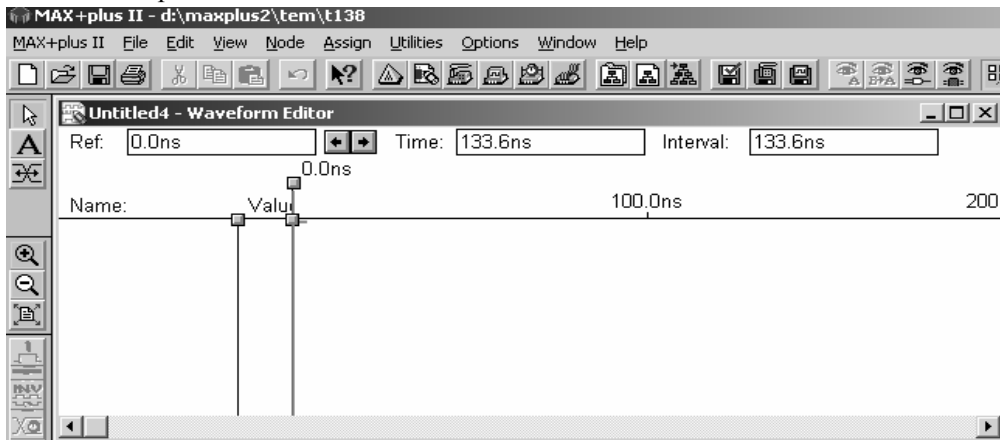 MAX+plus II - d:\maxplus2\tem\t138
MAX+plus II File Edit View Node Assign Utilities Options Window Help
Untitled4 - Waveform Editor
Ref: 0.0ns Time: 133.6ns Interval: 133.6ns
0.0ns
Name: Valu 100.0ns 200
A
INV